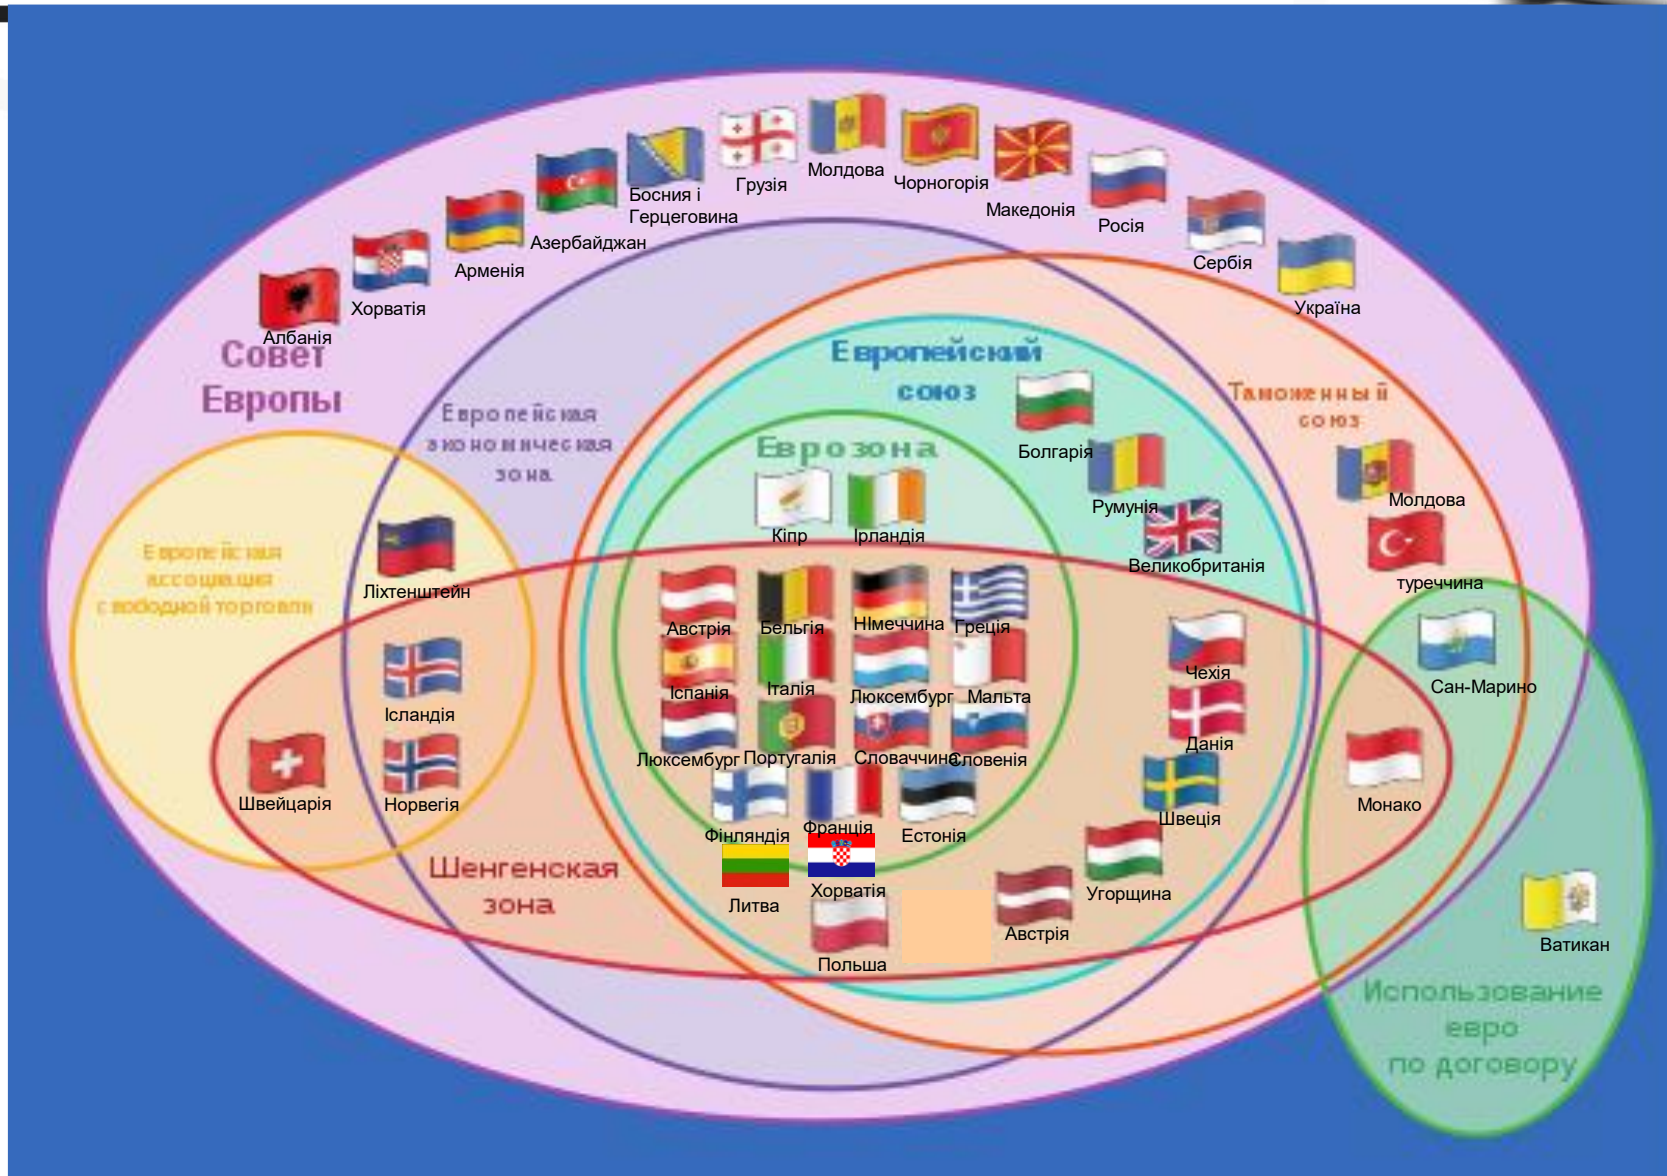 Молдова
Грузія
Чорногорія
Босния і
Герцеговина
Македонія
Росія
Азербайджан
Арменія
Сербія
Хорватія
Україна
Албанія
Совет
Европы
Европейский
союз
Таможенный
союз
Европейская
экономическая
зона
Еврозона
Болгарія
Румунія
Молдова
Кіпр
Ірландія
Великобританія
туреччина
Европейская
ассоциация
свободной торговли
Ліхтенштейн
Австрія
Бельгія
НІмеччина
Греція
Чехія
Сан-Марино
Іспанія
Італія
Люксембург
Мальта
Ісландія
Данія
Люксембург
Португалія
Словаччина
Словенія
Швейцарія
Норвегія
Швеція
Монако
Фінляндія
Франція
Естонія
Шенгенская
зона
Литва
Хорватія
Угорщина
Австрія
Польша
Ватикан
Использование
евро
по договору